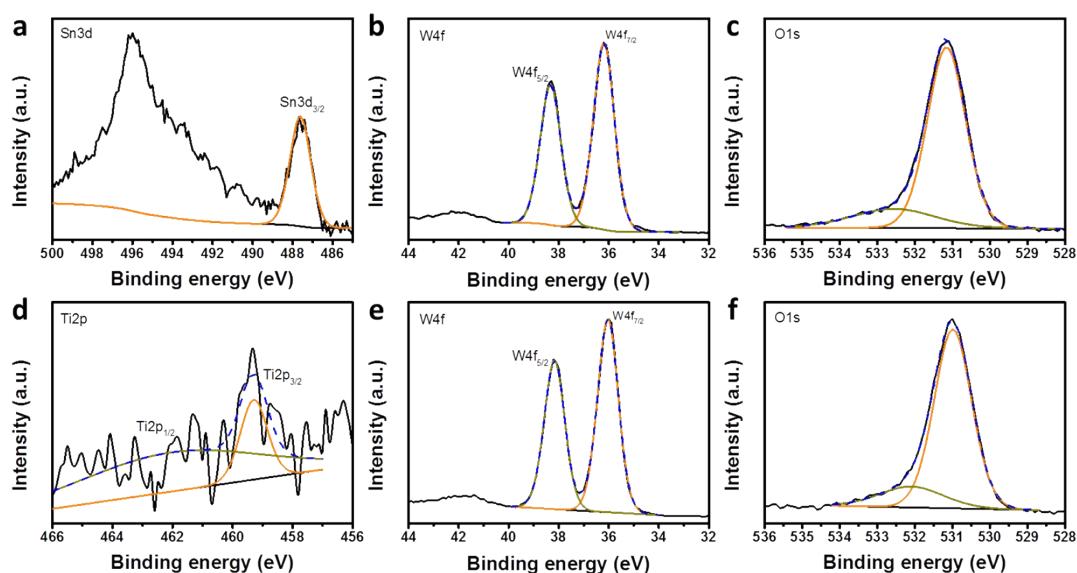 a
Sn3d
Sn3d3/2
Intensity (a.u.)
500 498 496 494 492 490 488 486
Binding energy (eV)
b
W4f
W4f5/2
W4f7/2
Intensity (a.u.)
44 42 40 38 36 34 32
Binding energy (eV)
c
O1s
Intensity (a.u.)
536 535 534 533 532 531 530 529 528
Binding energy (eV)
d
Ti2p
Ti2p1/2
Ti2p3/2
Intensity (a.u.)
466 464 462 460 458 456
Binding energy (eV)
e
W4f
W4f5/2
W4f7/2
Intensity (a.u.)
44 42 40 38 36 34 32
Binding energy (eV)
f
O1s
Intensity (a.u.)
536 535 534 533 532 531 530 529 528
Binding energy (eV)